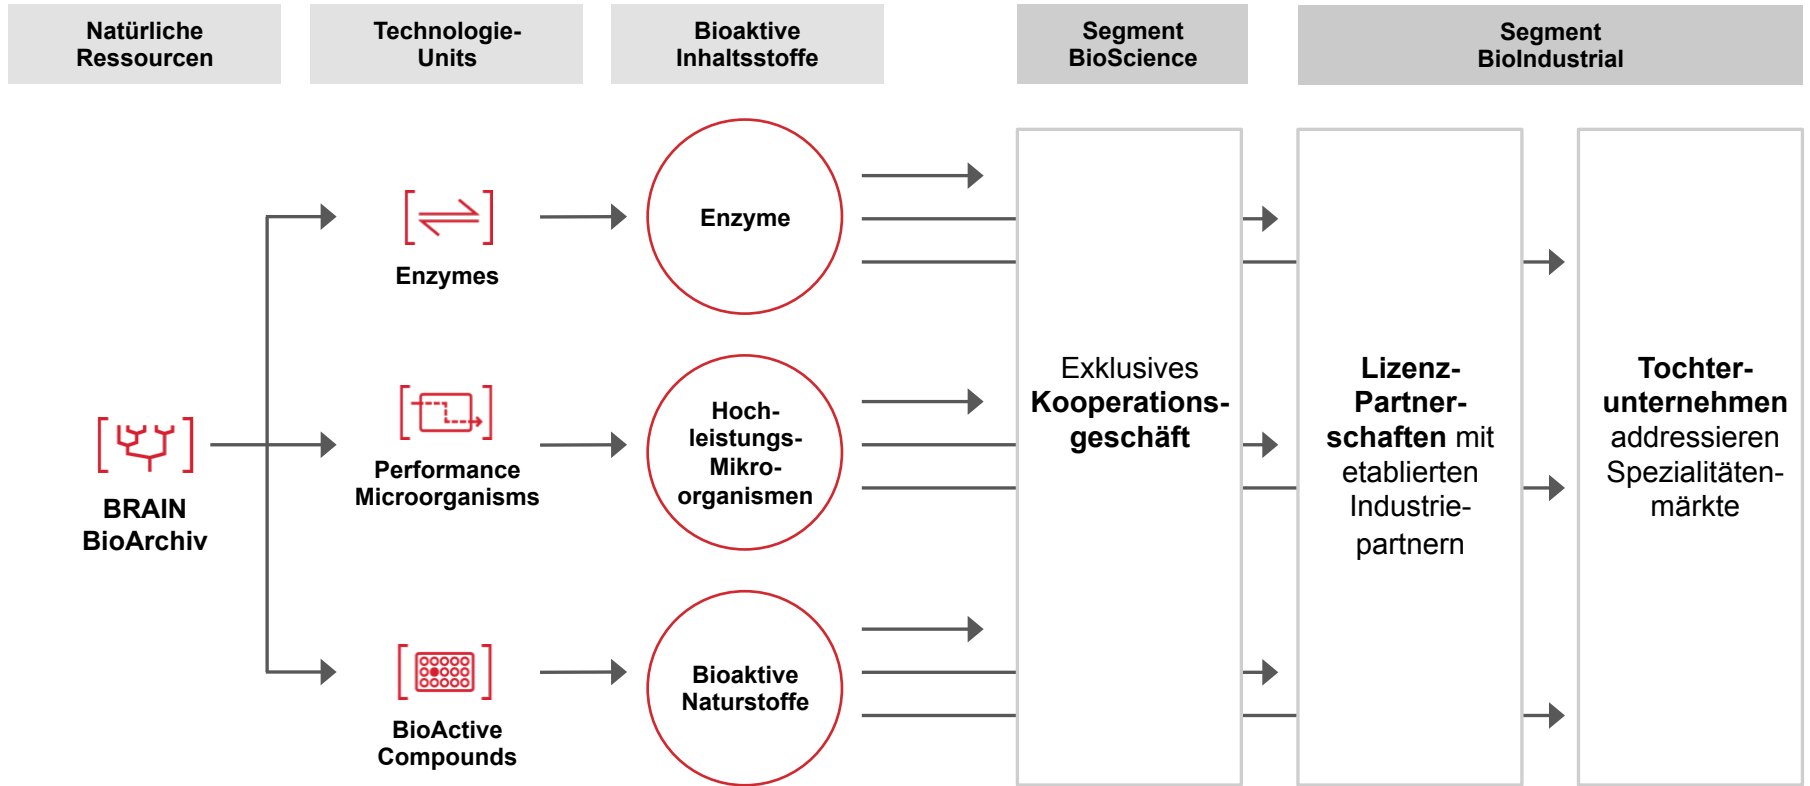 Natürliche
Ressourcen
Technologie-
Units
Bioaktive
Inhaltsstoffe
Segment
BioScience
Segment
BioIndustrial
BRAIN
BioArchiv
Enzymes
Performance
Microorganisms
BioActive
Compounds
Enzyme
Hoch-
leistungs-
Mikro-
organismen
Bioaktive
Naturstoffe
Exklusives
Kooperations-
geschäft
Lizenz-
Partner-
schaften mit
etablierten
Industrie-
partnern
Tochter-
unternehmen
addressieren
Spezialitäten-
märkte